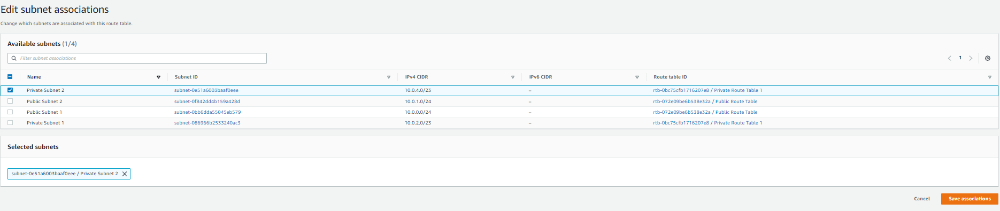 Edit subnet associations
Change which subnets are associated with this route table.
Available subnets (1/4)
Filter subnet associations
1
Name Subnet ID IPv4 CIDR IPv6 CIDR Route table ID
Private Subnet 2 subnet-0e51a6003baaf0eee 10.0.4.0/23 – rtb-0bc75cfb1716207e8 / Private Route Table 1
Public Subnet 2 subnet-0f842dd4b159a428d 10.0.1.0/24 – rtb-072e09be6b538e32a / Public Route Table
Public Subnet 1 subnet-0bb6dda55045eb579 10.0.0.0/24 – rtb-072e09be6b538e32a / Public Route Table
Private Subnet 1 subnet-086966b2533240ac3 10.0.2.0/23 – rtb-0bc75cfb1716207e8 / Private Route Table 1
Selected subnets
subnet-0e51a6003baaf0eee / Private Subnet 2
Cancel Save associations